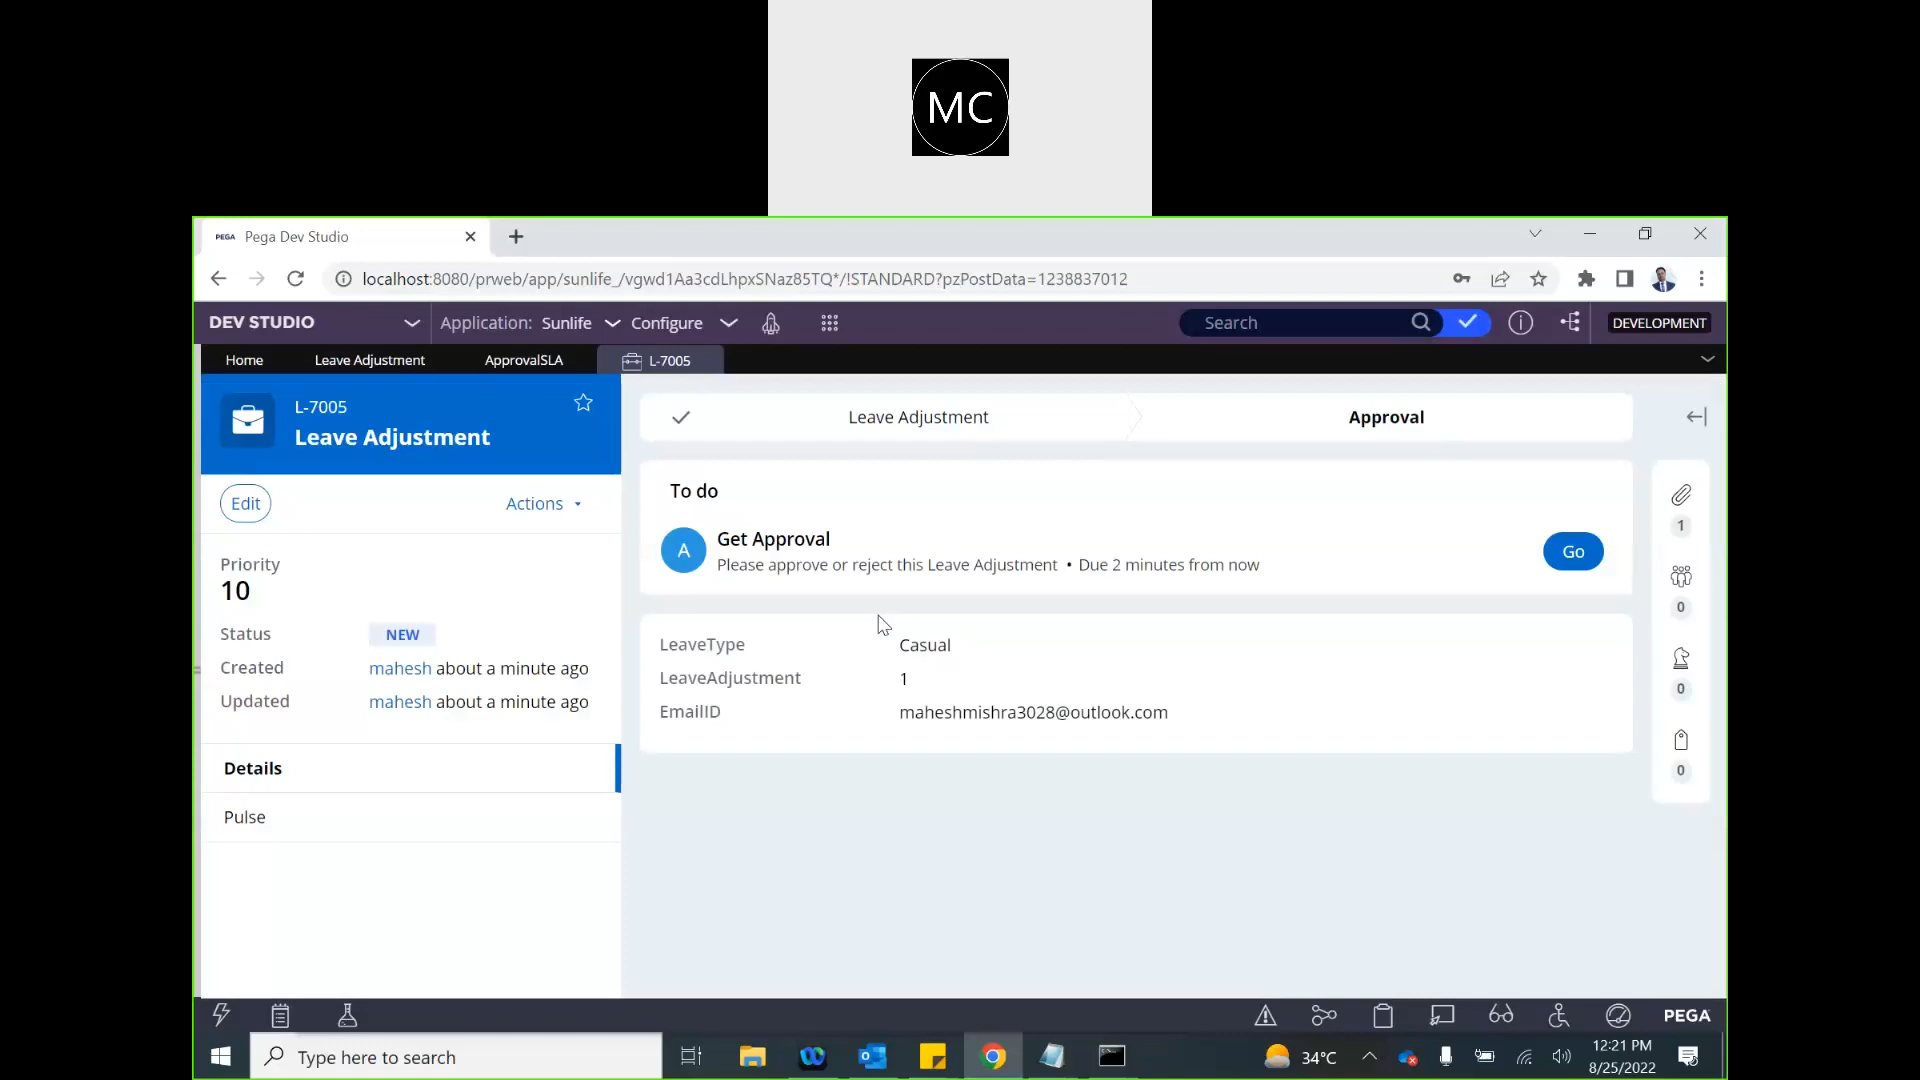 MC
PEGA Pega Dev Studio
localhost:8080/prweb/app/sunlife_/vgwd1Aa3cdLhpxSNaz85TQ*/!STANDARD?pzPostData=1238837012
DEV STUDIO Application: Sunlife Configure Search DEVELOPMENT
Home Leave Adjustment ApprovalSLA L-7005
L-7005
Leave Adjustment
Leave Adjustment Approval
Edit Actions
To do
A Get Approval
Please approve or reject this Leave Adjustment • Due 2 minutes from now
Go
Priority
10
Status NEW
Created mahesh about a minute ago
Updated mahesh about a minute ago
Details
Pulse
LeaveType Casual
LeaveAdjustment 1
EmailID maheshmishra3028@outlook.com
1
0
0
0
PEGA
Type here to search
34°C
12:21 PM
8/25/2022